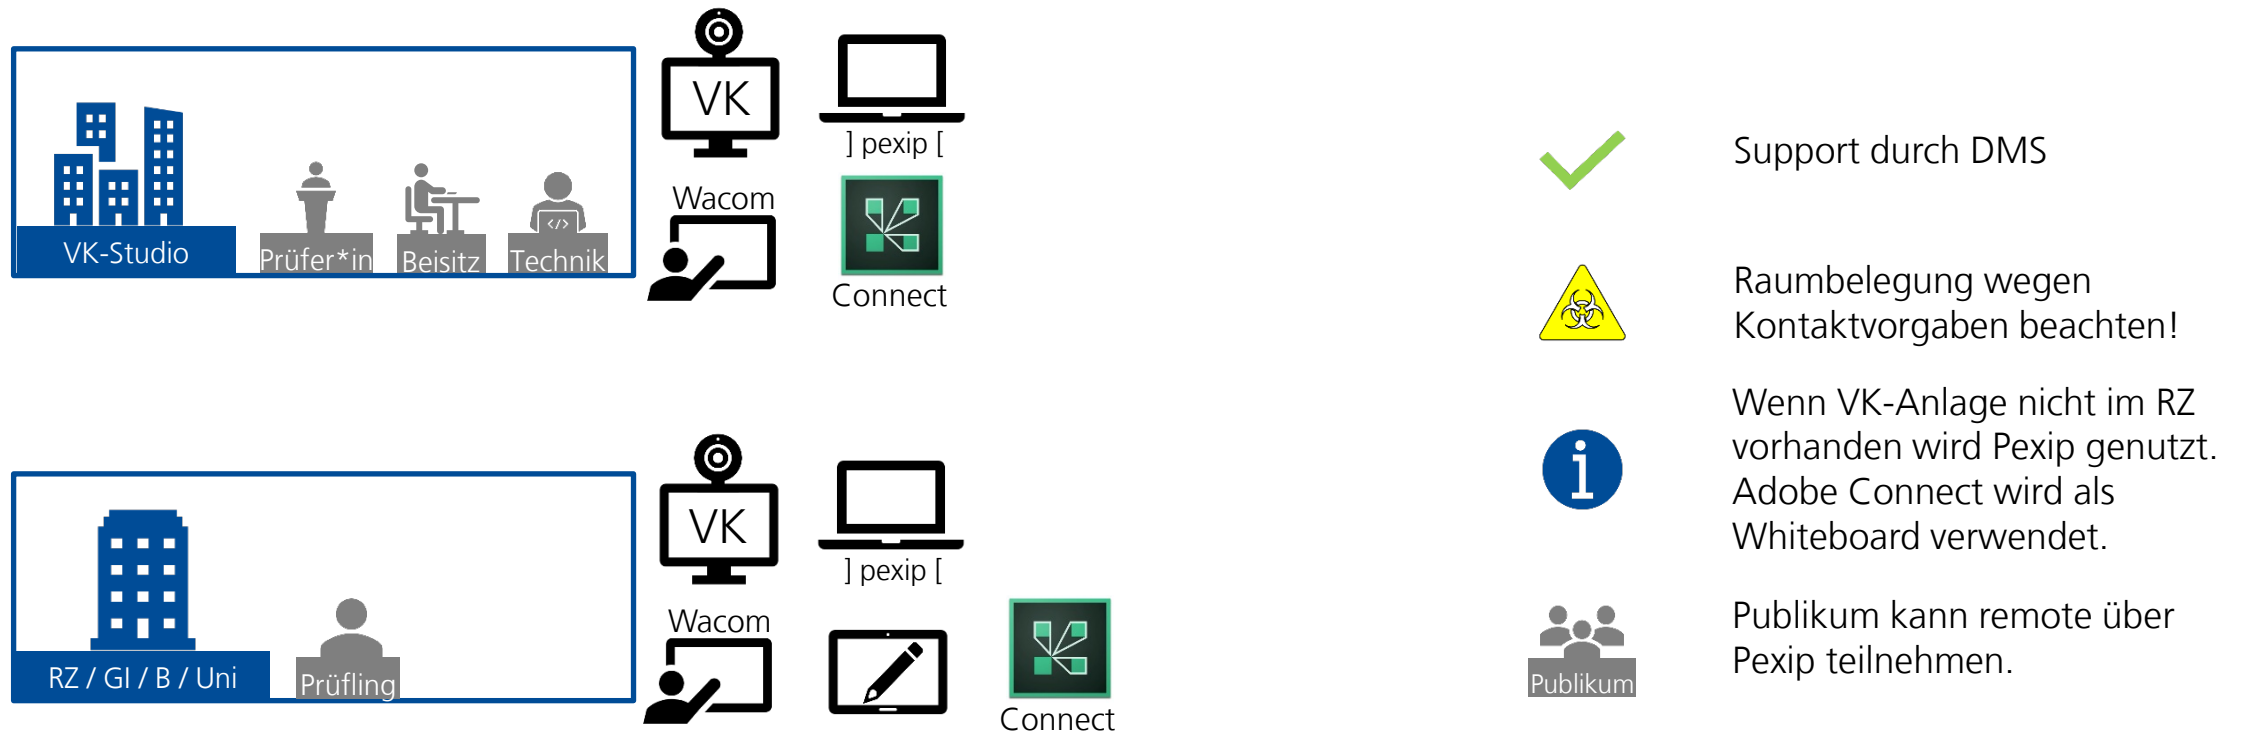 VK
] pexip [
Wacom
Connect
VK-Studio
Prüfer*in
Beisitz
Technik
</>
VK
] pexip [
Wacom
Connect
RZ / GI / B / Uni
Prüfling
Support durch DMS
Raumbelegung wegen
Kontaktvorgaben beachten!
Wenn VK-Anlage nicht im RZ
vorhanden wird Pexip genutzt.
Adobe Connect wird als
Whiteboard verwendet.
Publikum kann remote über
Pexip teilnehmen.
Publikum